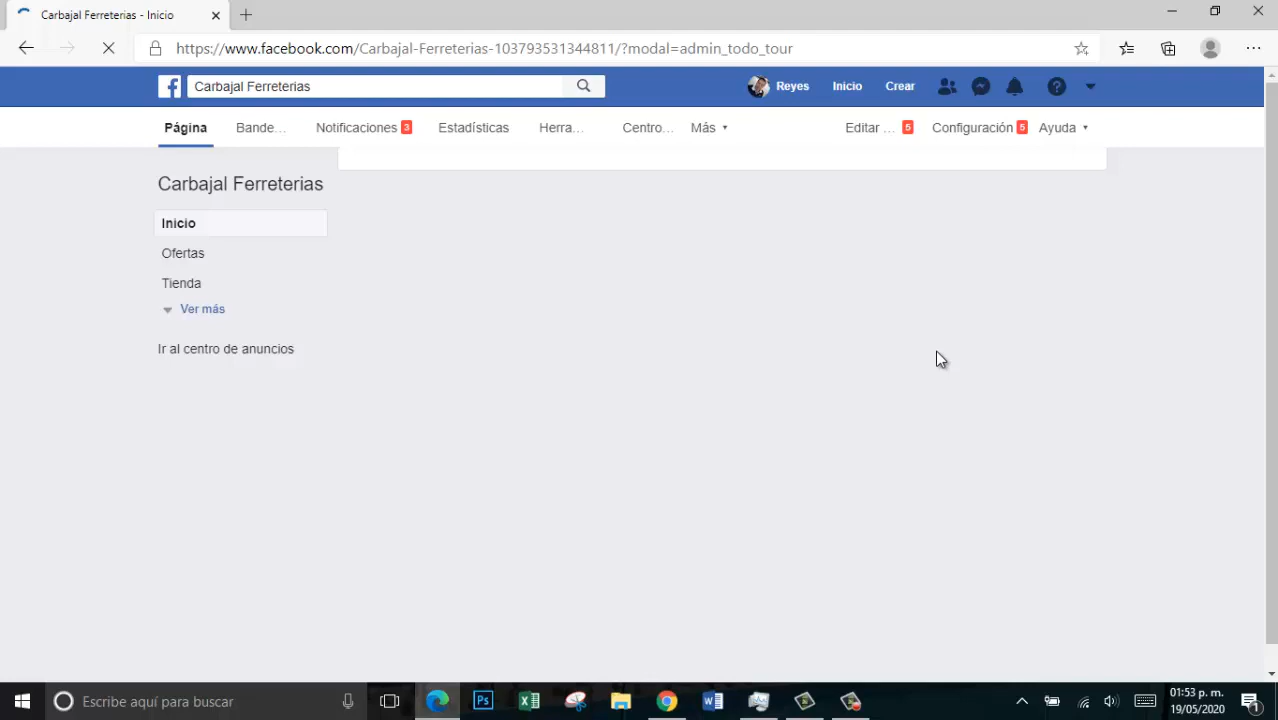 Carbajal Ferreterias - Inicio
https://www.facebook.com/Carbajal-Ferreterias-103793531344811/?modal=admin_todo_tour
Carbajal Ferreterias
Reyes Inicio Crear
Página Bande... Notificaciones 3 Estadísticas Herra... Centro... Más Editar ... 5 Configuración 5 Ayuda
Carbajal Ferreterias
Inicio
Ofertas
Tienda
Ver más
Ir al centro de anuncios
Escribe aquí para buscar
01:53 p. m.
19/05/2020
1